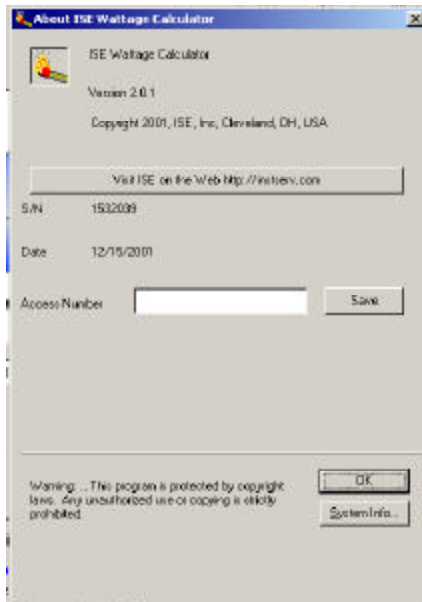 About ISE Wattage Calculator
ISE Wattage Calculator
Version 2.0.1
Copyright 2001, ISE, Inc, Cleveland, OH, USA
Visit ISE on the Web http://instserv.com
S/N 1532039
Date 12/15/2001
Access Number
Save
Warning: ... This program is protected by copyright
laws. Any unauthorized use or copying is strictly
prohibited.
OK
System Info...